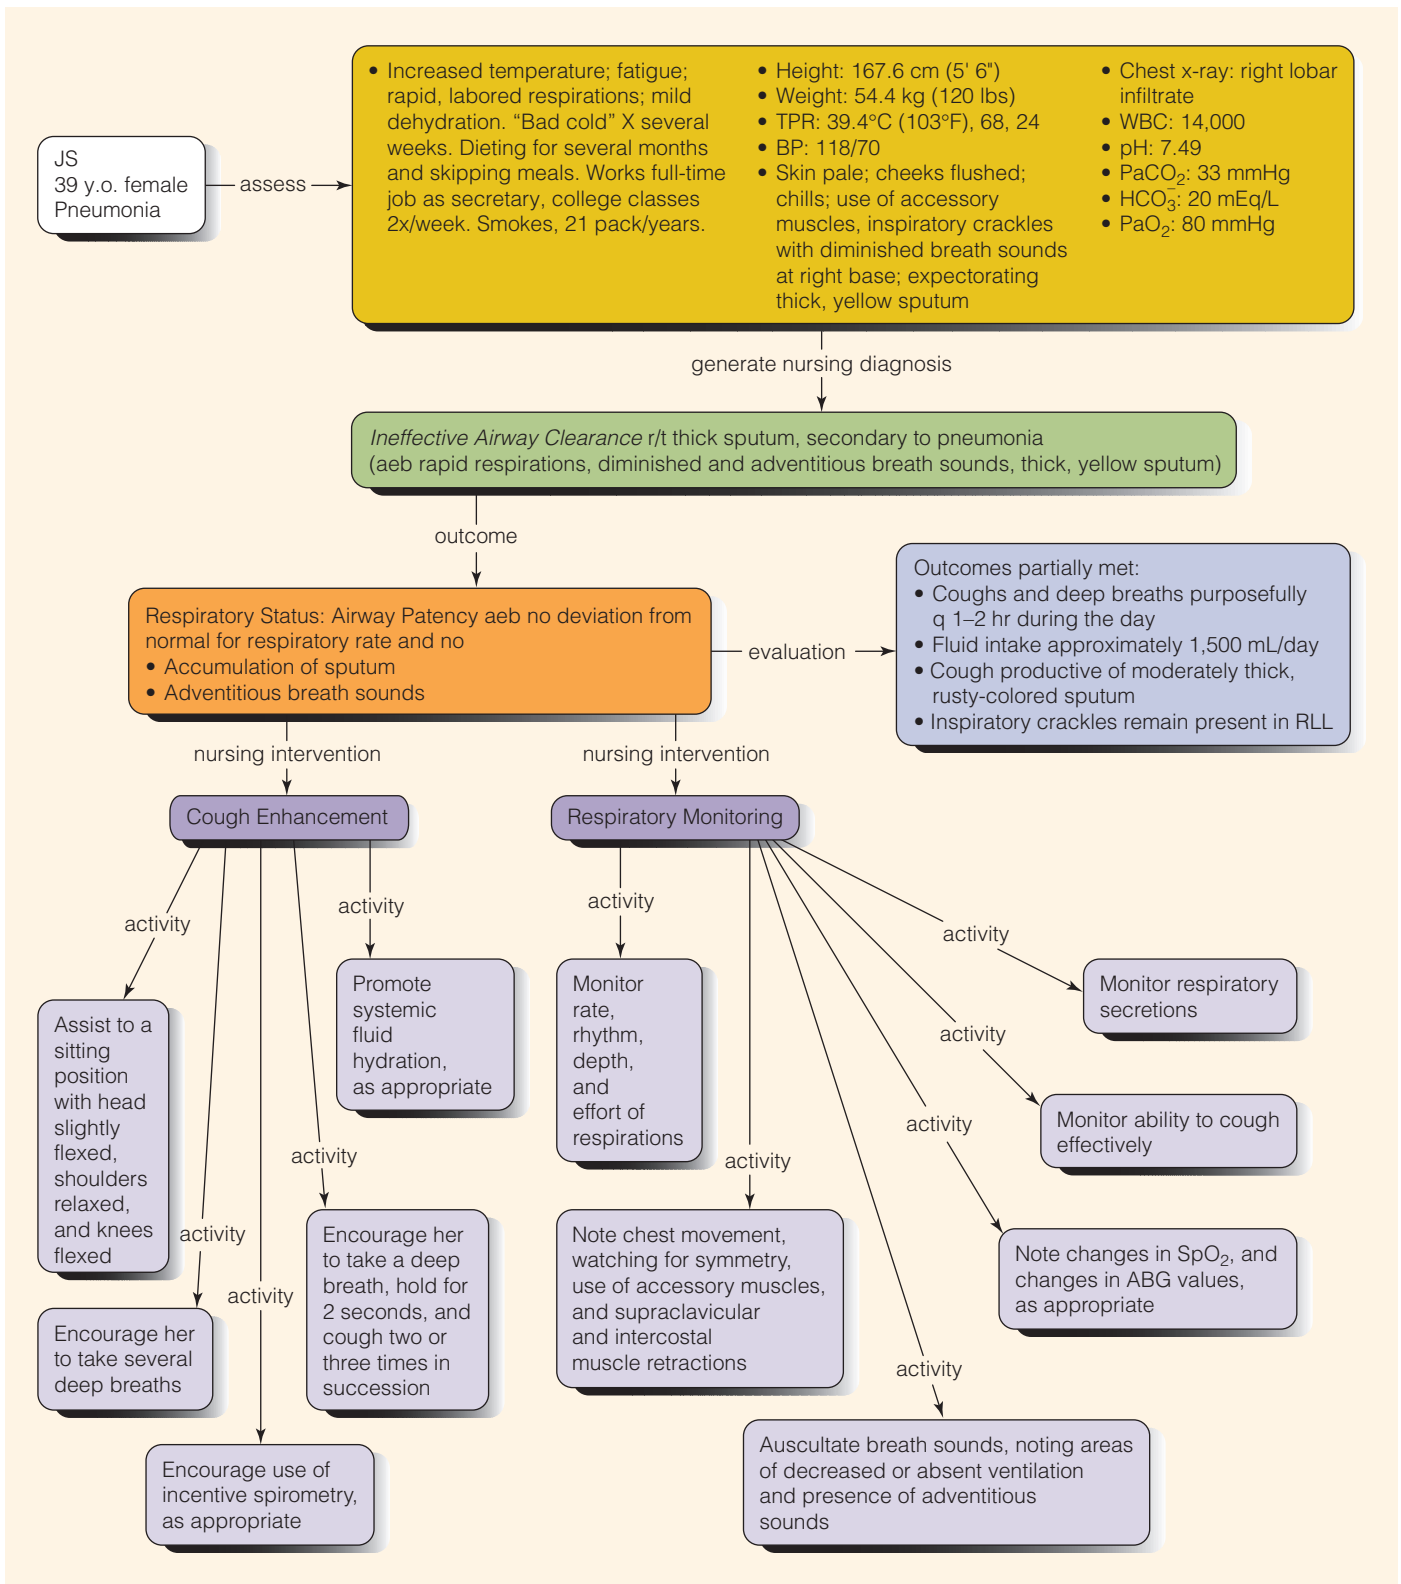 JS
39 y.o. female
Pneumonia
assess
• Increased temperature; fatigue;
rapid, labored respirations; mild
dehydration. “Bad cold” X several
weeks. Dieting for several months
and skipping meals. Works full-time
job as secretary, college classes
2x/week. Smokes, 21 pack/years.
• Height: 167.6 cm (5' 6")
• Weight: 54.4 kg (120 lbs)
• TPR: 39.4°C (103°F), 68, 24
• BP: 118/70
• Skin pale; cheeks flushed;
chills; use of accessory
muscles, inspiratory crackles
with diminished breath sounds
at right base; expectorating
thick, yellow sputum
• Chest x-ray: right lobar
infiltrate
• WBC: 14,000
• pH: 7.49
• PaCO₂: 33 mmHg
• HCO₃⁻: 20 mEq/L
• PaO₂: 80 mmHg
generate nursing diagnosis
Ineffective Airway Clearance r/t thick sputum, secondary to pneumonia
(aeb rapid respirations, diminished and adventitious breath sounds, thick, yellow sputum)
outcome
Respiratory Status: Airway Patency aeb no deviation from
normal for respiratory rate and no
• Accumulation of sputum
• Adventitious breath sounds
evaluation
Outcomes partially met:
• Coughs and deep breaths purposefully
q 1–2 hr during the day
• Fluid intake approximately 1,500 mL/day
• Cough productive of moderately thick,
rusty-colored sputum
• Inspiratory crackles remain present in RLL
nursing intervention
nursing intervention
Cough Enhancement
Respiratory Monitoring
activity
Assist to a
sitting
position
with head
slightly
flexed,
shoulders
relaxed,
and knees
flexed
activity
Encourage her
to take several
deep breaths
activity
Encourage use of
incentive spirometry,
as appropriate
activity
Encourage her
to take a deep
breath, hold for
2 seconds, and
cough two or
three times in
succession
activity
Promote
systemic
fluid
hydration,
as appropriate
activity
Monitor
rate,
rhythm,
depth,
and
effort of
respirations
activity
Note chest movement,
watching for symmetry,
use of accessory muscles,
and supraclavicular
and intercostal
muscle retractions
activity
Auscultate breath sounds, noting areas
of decreased or absent ventilation
and presence of adventitious
sounds
activity
Note changes in SpO₂, and
changes in ABG values,
as appropriate
activity
Monitor ability to cough
effectively
activity
Monitor respiratory
secretions